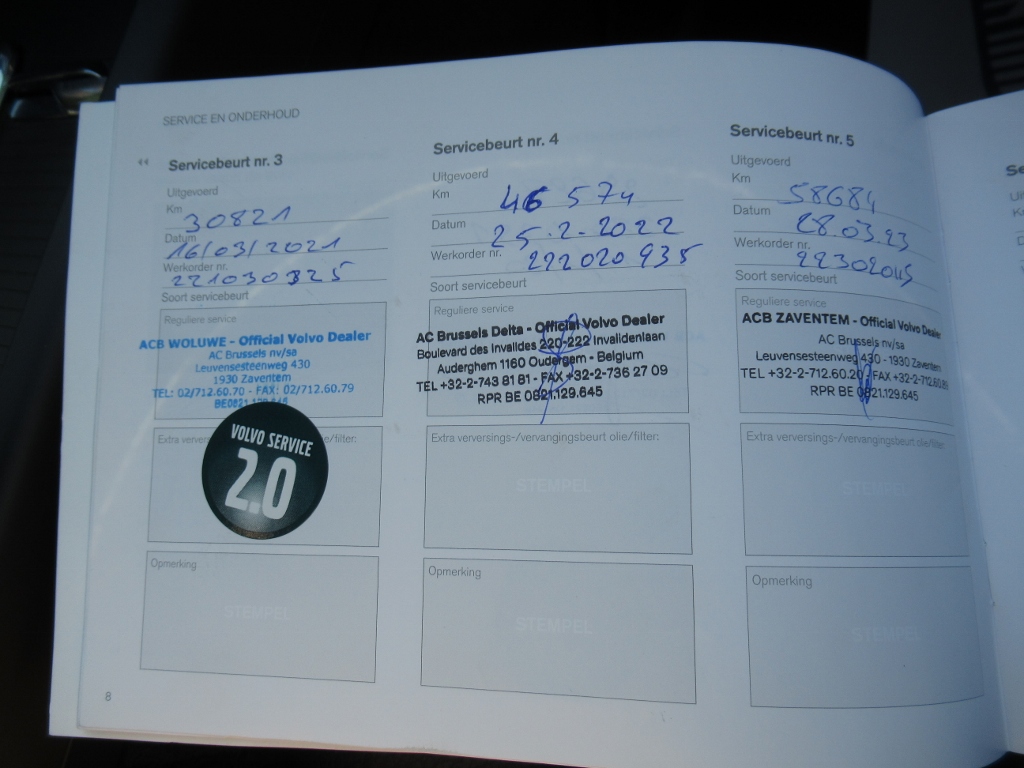 SERVICE EN ONDERHOUD
Servicebeurt nr. 3
Uitgevoerd
Km
30821
Datum
16/03/2021
Werkorder nr.
221030325
Soort servicebeurt
Reguliere service
ACB WOLUWE - Official Volvo Dealer
AC Brussels nv/sa
Leuvensesteenweg 430
1930 Zaventem
TEL: 02/712.60.70 - FAX: 02/712.60.79
VOLVO SERVICE
2.0
Opmerking
STEMPEL
8
Servicebeurt nr. 4
Uitgevoerd
Km
46 574
Datum
25.2.2022
Werkorder nr.
222020935
Soort servicebeurt
AC Brussels Delta - Official Volvo Dealer
Boulevard des Invalides 220-222 Invalidenlaan
Auderghem 1160 Oudergem - Belgium
TEL +32-2-743 81 81 - FAX +32-2-736 27 09
RPR BE 0821.129.645
Extra verversings-/vervangingsbeurt olie/filter:
STEMPEL
Opmerking
STEMPEL
Servicebeurt nr. 5
Uitgevoerd
Km
58684
Datum
28.03.23
Werkorder nr.
22302045
Soort servicebeurt
Reguliere service
ACB ZAVENTEM - Official Volvo Dealer
AC Brussels nv/sa
Leuvensesteenweg 430 - 1930 Zaventem
TEL +32-2-712.60.20 FAX +32-2-712.60.89
RPR BE 0821.129.645
Extra verversings-/vervangingsbeurt olie/filter:
STEMPEL
Opmerking
STEMPEL